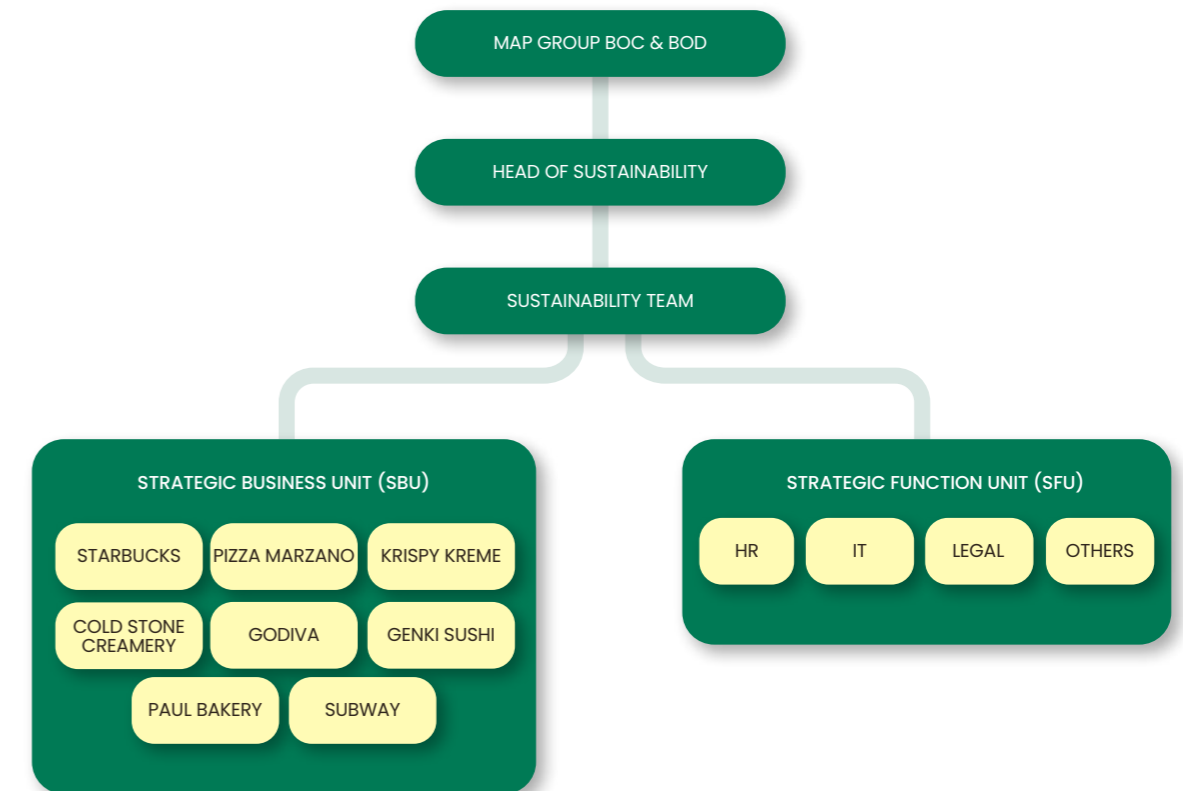 MAP GROUP BOC & BOD
HEAD OF SUSTAINABILITY
SUSTAINABILITY TEAM
STRATEGIC BUSINESS UNIT (SBU)
STARBUCKS
PIZZA MARZANO
KRISPY KREME
COLD STONE
CREAMERY
GODIVA
GENKI SUSHI
PAUL BAKERY
SUBWAY
STRATEGIC FUNCTION UNIT (SFU)
HR
IT
LEGAL
OTHERS